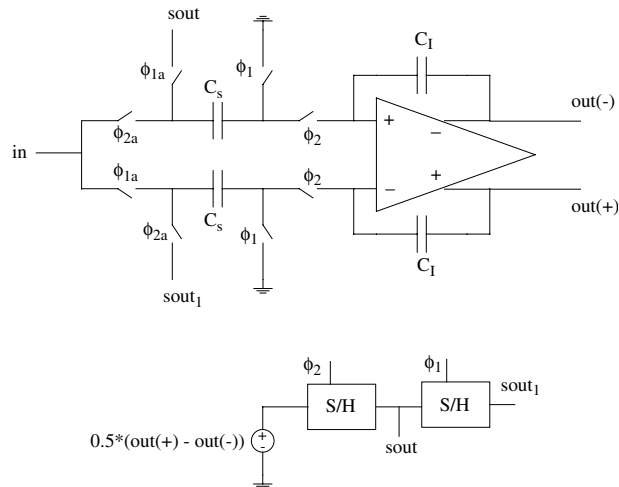 sout
ϕ1a
Cs
ϕ1
CI
ϕ2a
ϕ2
+
−
out(-)
in
ϕ1a
ϕ2
−
+
out(+)
ϕ2a
Cs
ϕ1
CI
sout1
ϕ2
ϕ1
S/H
S/H
sout1
sout
0.5*(out(+) - out(-))
+
-